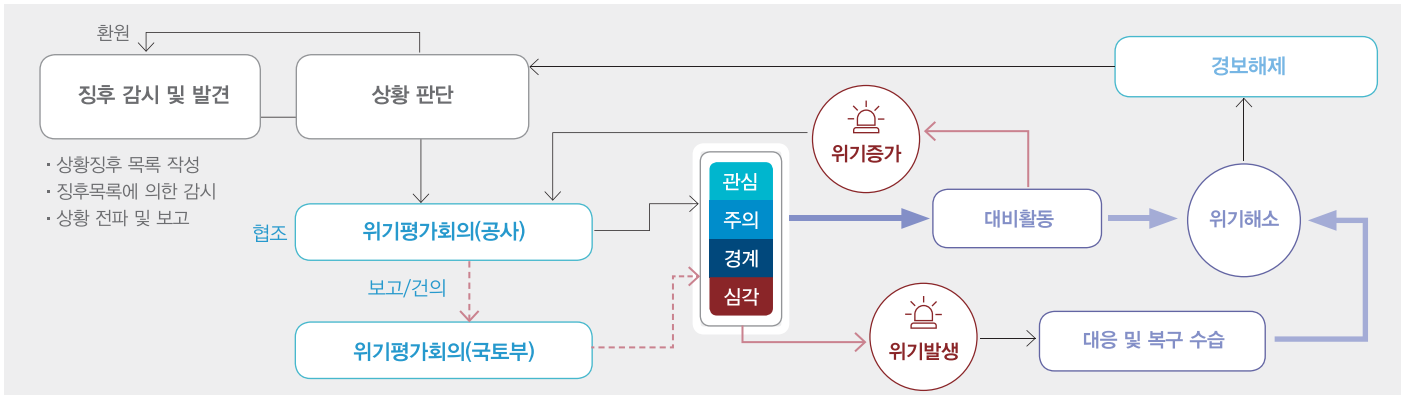 환원
징후 감시 및 발견
상황 판단
경보해제
· 상황징후 목록 작성
· 징후목록에 의한 감시
· 상황 전파 및 보고
위기증가
관심
주의
경계
심각
협조
위기평가회의(공사)
대비활동
위기해소
보고/건의
위기평가회의(국토부)
위기발생
대응 및 복구 수습